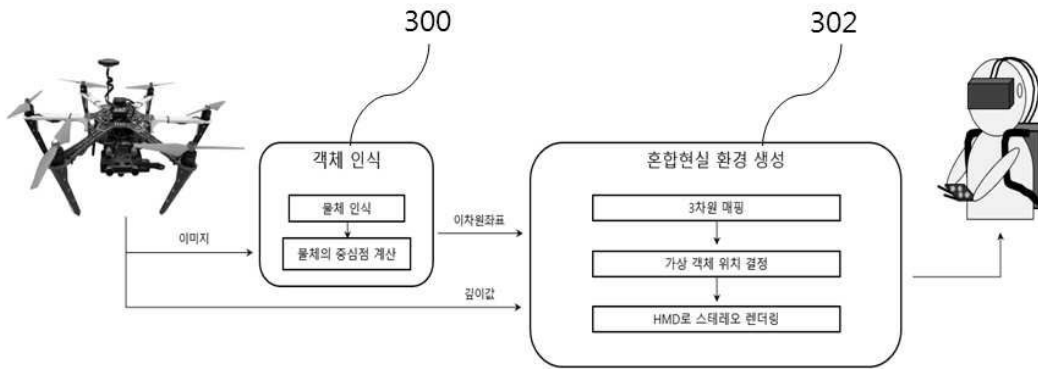 300
302
객체 인식
물체 인식
물체의 중심점 계산
이미지
이차원좌표
깊이값
혼합현실 환경 생성
3차원 매핑
가상 객체 위치 결정
HMD로 스테레오 렌더링